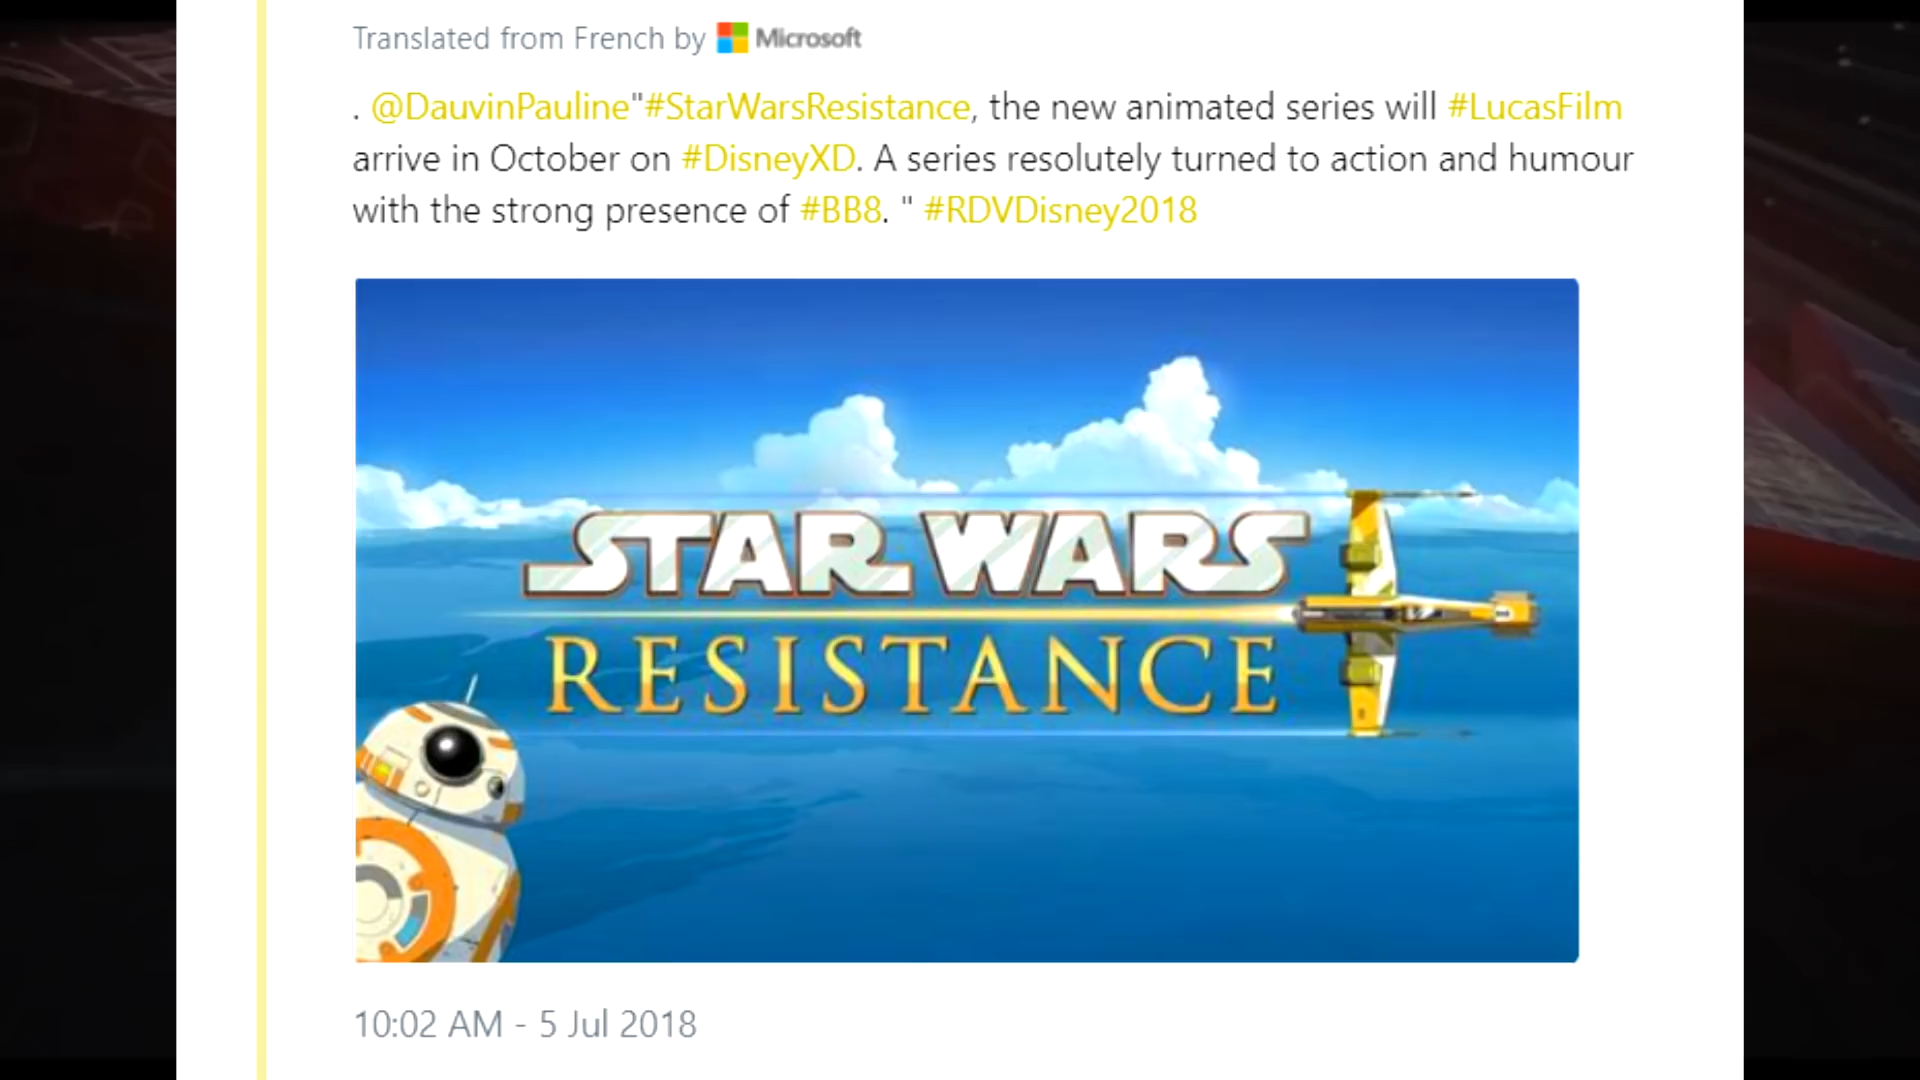 Translated from French by Microsoft
. @DauvinPauline"#StarWarsResistance, the new animated series will #LucasFilm
arrive in October on #DisneyXD. A series resolutely turned to action and humour
with the strong presence of #BB8. " #RDVDisney2018
STAR WARS
RESISTANCE
10:02 AM - 5 Jul 2018